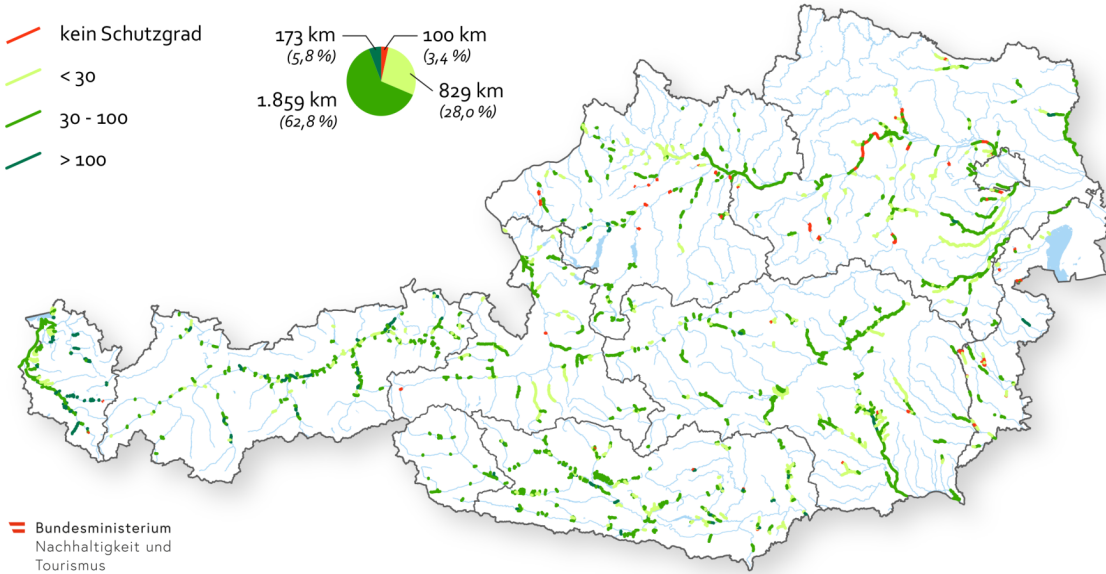 kein Schutzgrad
< 30
30 - 100
> 100
173 km
(5,8 %)
100 km
(3,4 %)
829 km
(28,0 %)
1.859 km
(62,8 %)
Bundesministerium
Nachhaltigkeit und
Tourismus